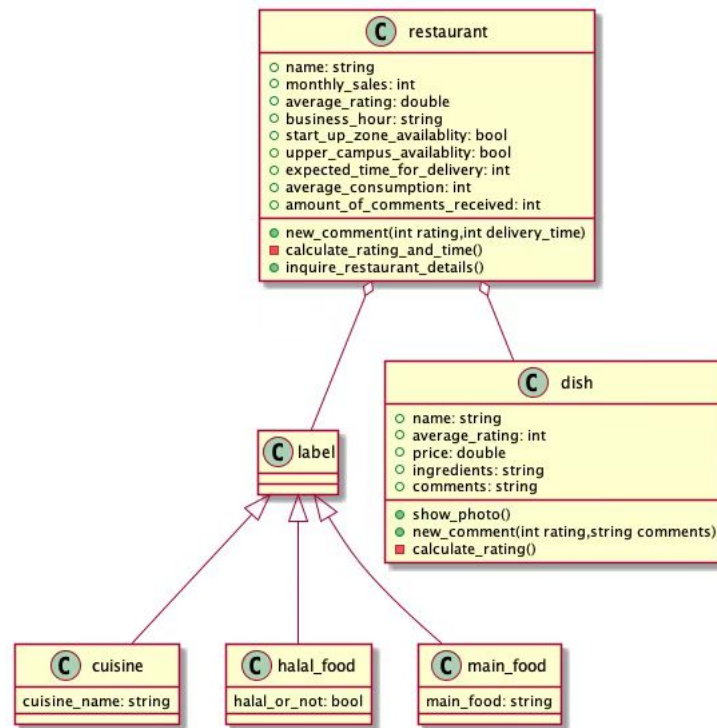 C restaurant
name: string
monthly_sales: int
average_rating: double
business_hour: string
start_up_zone_availablity: bool
upper_campus_availablity: bool
expected_time_for_delivery: int
average_consumption: int
amount_of_comments_received: int
new_comment(int rating,int delivery_time)
calculate_rating_and_time()
inquire_restaurant_details()
C label
C dish
name: string
average_rating: int
price: double
ingredients: string
comments: string
show_photo()
new_comment(int rating,string comments)
calculate_rating()
C cuisine
cuisine_name: string
C halal_food
halal_or_not: bool
C main_food
main_food: string